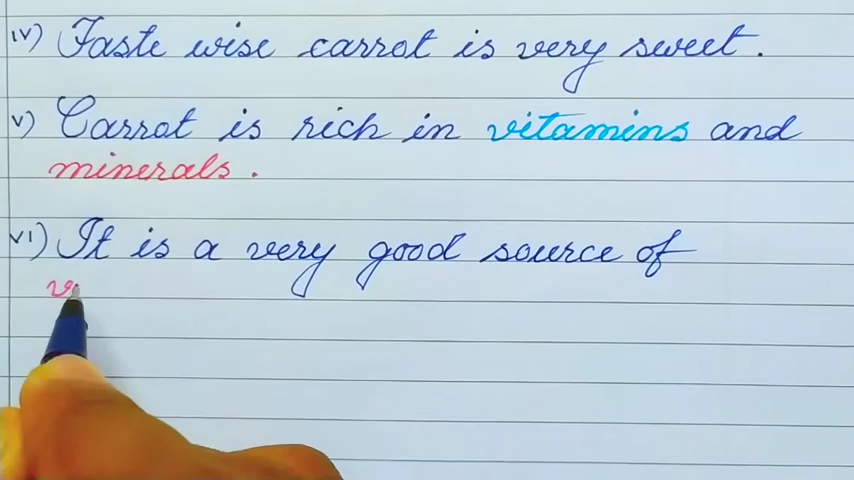 iv) Taste wise carrot is very sweet.
v) Carrot is rich in vitamins and
minerals.
vi) It is a very good source of